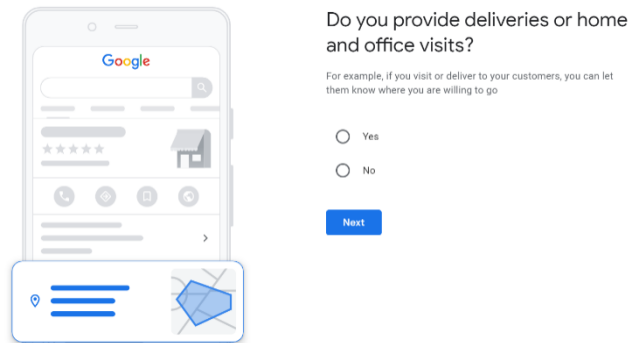 Google
Do you provide deliveries or home
and office visits?
For example, if you visit or deliver to your customers, you can let
them know where you are willing to go
Yes
No
Next